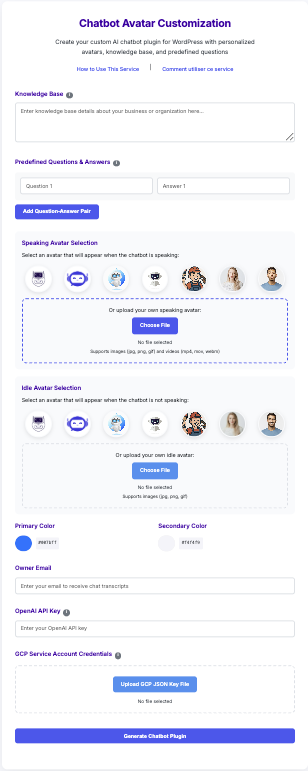 Chatbot Avatar Customization
Create your custom AI chatbot plugin for WordPress with personalized
avatars, knowledge base, and predefined questions
How to Use This Service | Comment utiliser ce service
Knowledge Base i
Enter knowledge base details about your business or organization here...
Predefined Questions & Answers i
Question 1 Answer 1
Add Question-Answer Pair
Speaking Avatar Selection
Select an avatar that will appear when the chatbot is speaking:
Or upload your own speaking avatar:
Choose File
No file selected
Supports images (jpg, png, gif) and videos (mp4, mov, webm)
Idle Avatar Selection
Select an avatar that will appear when the chatbot is not speaking:
Or upload your own idle avatar:
Choose File
No file selected
Supports images (jpg, png, gif)
Primary Color Secondary Color
Owner Email
Enter your email to receive chat transcripts
OpenAI API Key i
Enter your OpenAI API key
GCP Service Account Credentials i
Upload GCP JSON Key File
No file selected
Generate Chatbot Plugin